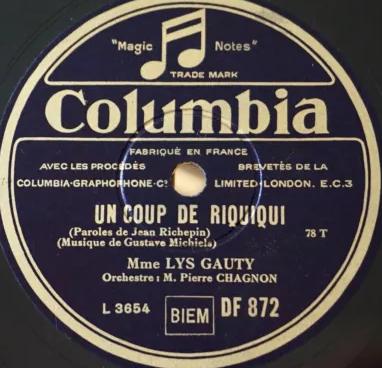 "Magic Notes"
TRADE MARK
Columbia
FABRIQUÉ EN FRANCE
AVEC LES PROCÉDÉS BREVETÉS DE LA
COLUMBIA-GRAPHOPHONE-Cº LIMITED-LONDON. E.C.3
UN COUP DE RIQUIQUI
(Paroles de Jean Richepin) 78 T
(Musique de Gustave Michiels)
Mme LYS GAUTY
Orchestre : M. Pierre CHAGNON
L 3654 BIEM DF 872